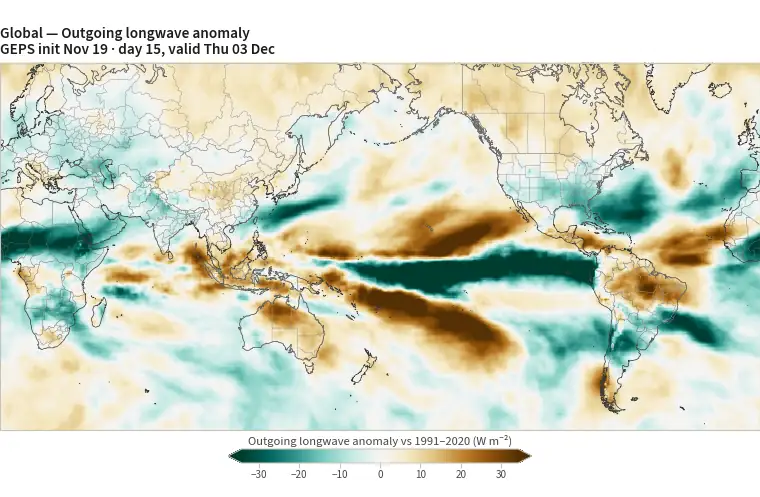 Global — Outgoing longwave anomaly
GEPS init Nov 19 · day 15, valid Thu 03 Dec
Outgoing longwave anomaly vs 1991–2020 (W m⁻²)
−30 −20 −10 0 10 20 30